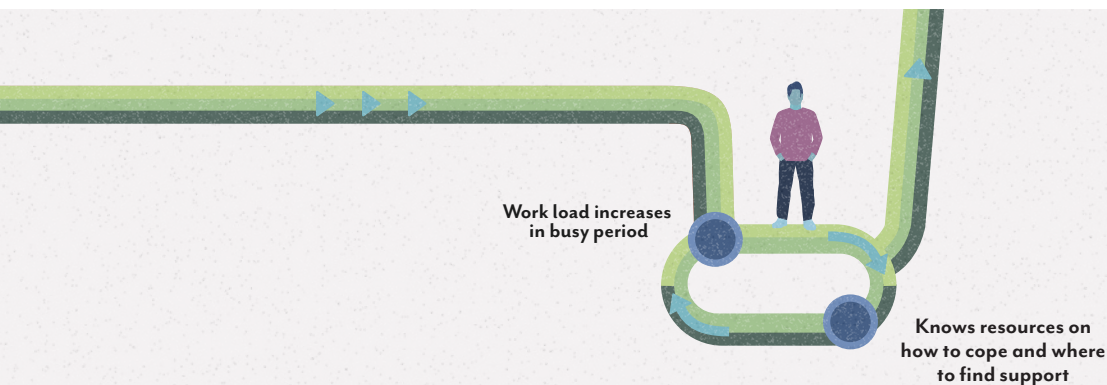 Work load increases
in busy period
Knows resources on
how to cope and where
to find support